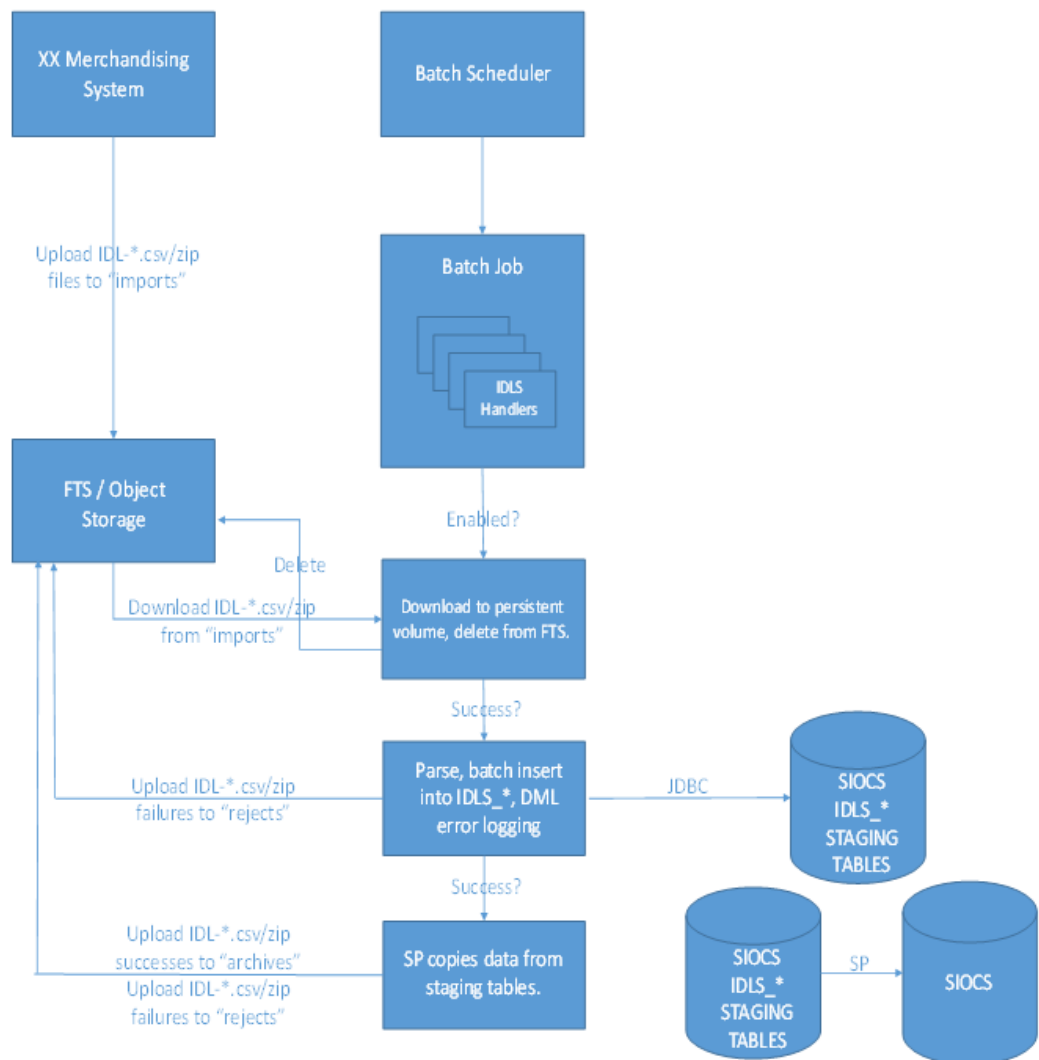 XX Merchandising
System
Batch Scheduler
Upload IDL-*.csv/zip
files to “imports”
Batch Job
IDLS
Handlers
FTS / Object
Storage
Enabled?
Delete
Download IDL-*.csv/zip
from “imports”
Download to persistent
volume, delete from FTS.
Success?
Upload IDL-*.csv/zip
failures to “rejects”
Parse, batch insert
into IDLS_*, DML
error logging
JDBC
SIOCS
IDLS_*
STAGING
TABLES
Success?
Upload IDL-*.csv/zip
successes to “archives”
Upload IDL-*.csv/zip
failures to “rejects”
SP copies data from
staging tables.
SIOCS
IDLS_*
STAGING
TABLES
SP
SIOCS